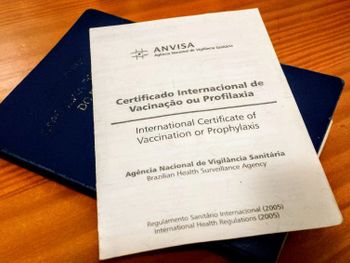 ANVISA
Agência Nacional de Vigilância Sanitária
Certificado Internacional de
Vacinação ou Profilaxia
International Certificate of
Vaccination or Prophylaxis
Agência Nacional de Vigilância Sanitária
Brazilian Health Surveillance Agency
Regulamento Sanitário Internacional (2005)
International Health Regulations (2005)